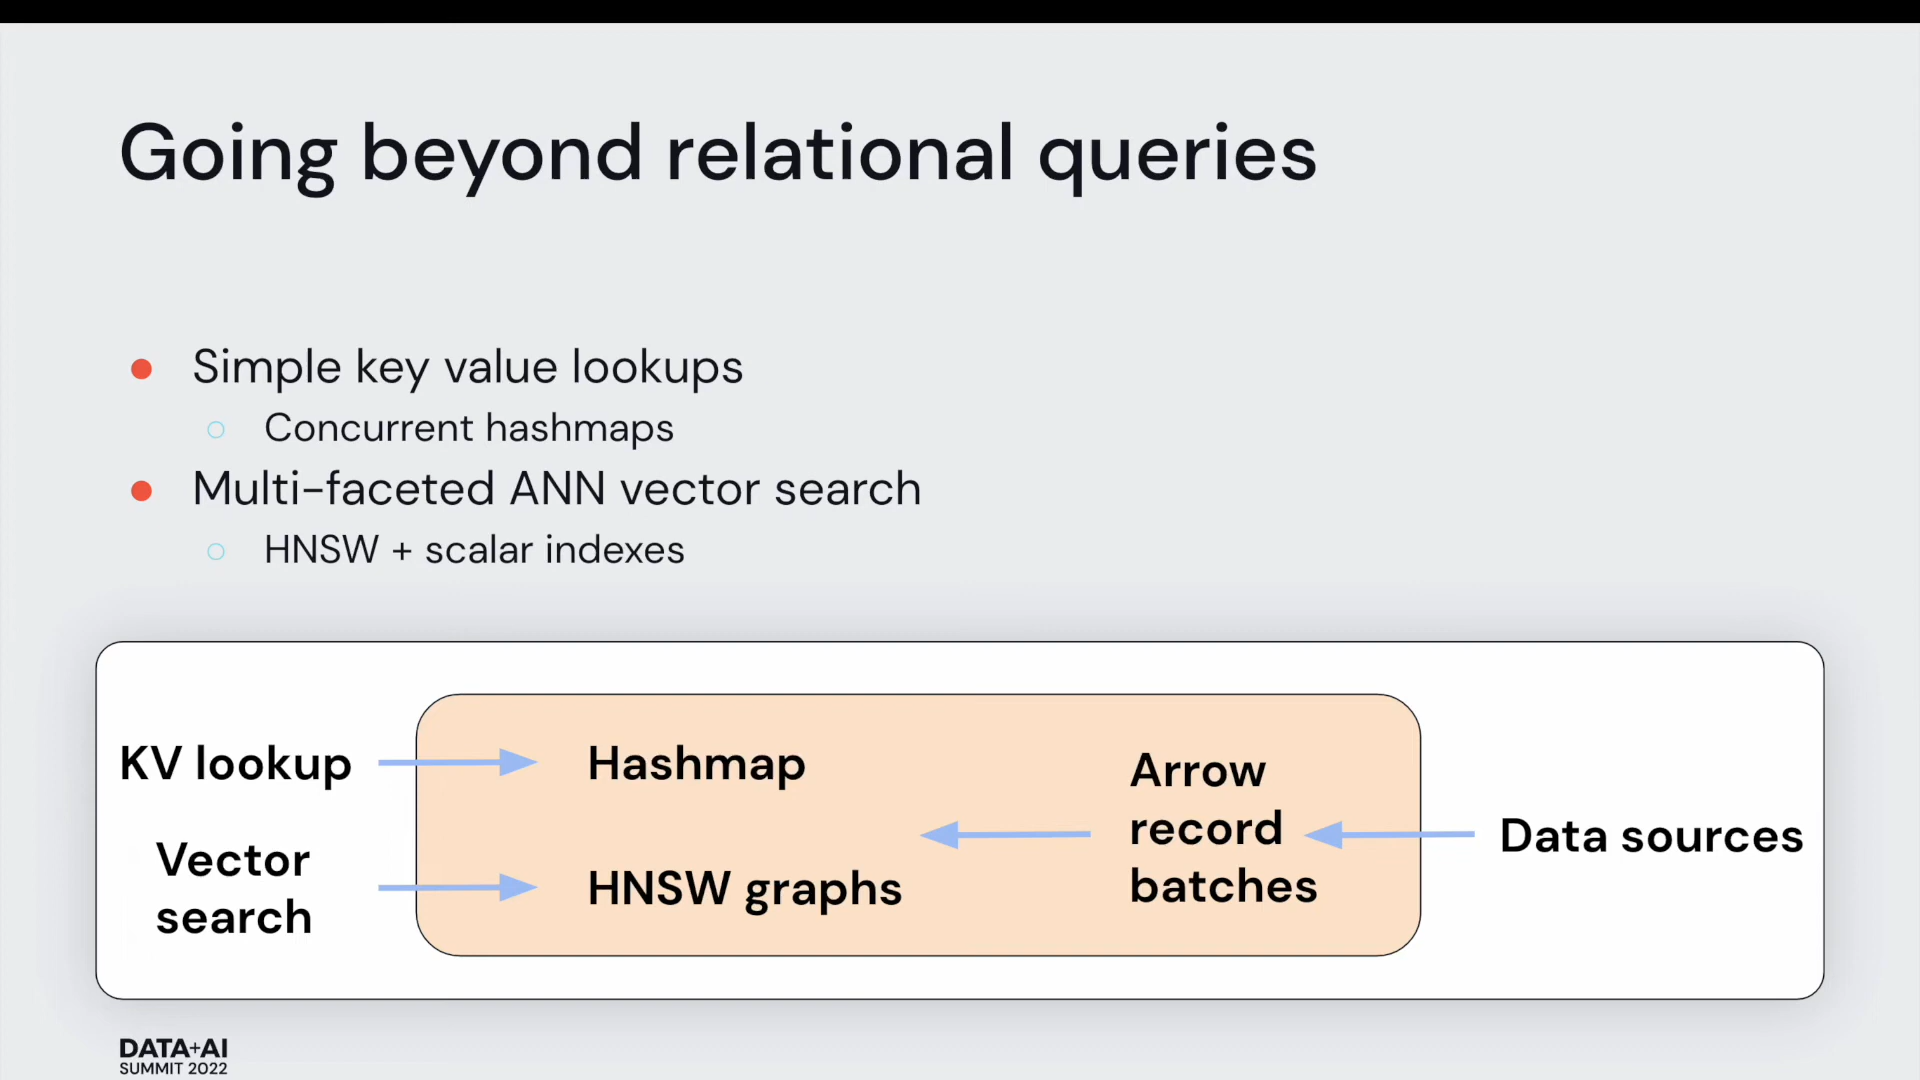 Going beyond relational queries
● Simple key value lookups
○ Concurrent hashmaps
● Multi-faceted ANN vector search
○ HNSW + scalar indexes
KV lookup
Hashmap
Vector
search
HNSW graphs
Arrow
record
batches
Data sources
DATA+AI
SUMMIT 2022